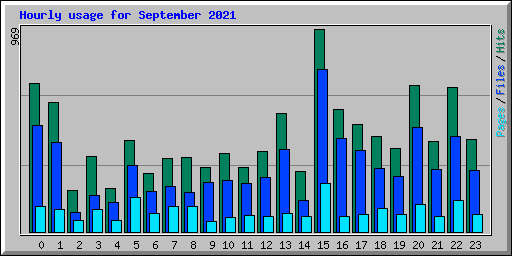 Hourly usage for September 2021
969
Pages/Files/Hits
0 1 2 3 4 5 6 7 8 9 10 11 12 13 14 15 16 17 18 19 20 21 22 23